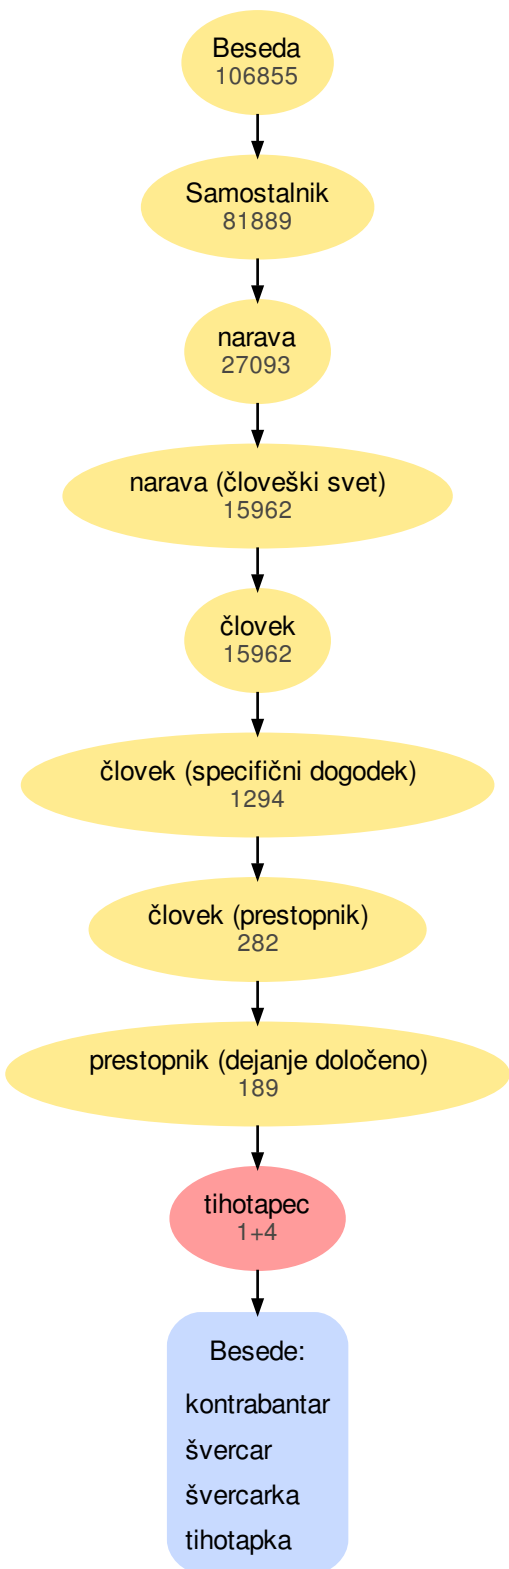 Beseda
106855
Samostalnik
81889
narava
27093
narava (človeški svet)
15962
človek
15962
človek (specifični dogodek)
1294
človek (prestopnik)
282
prestopnik (dejanje določeno)
189
tihotapec
1+4
Besede:
kontrabantar
švercar
švercarka
tihotapka